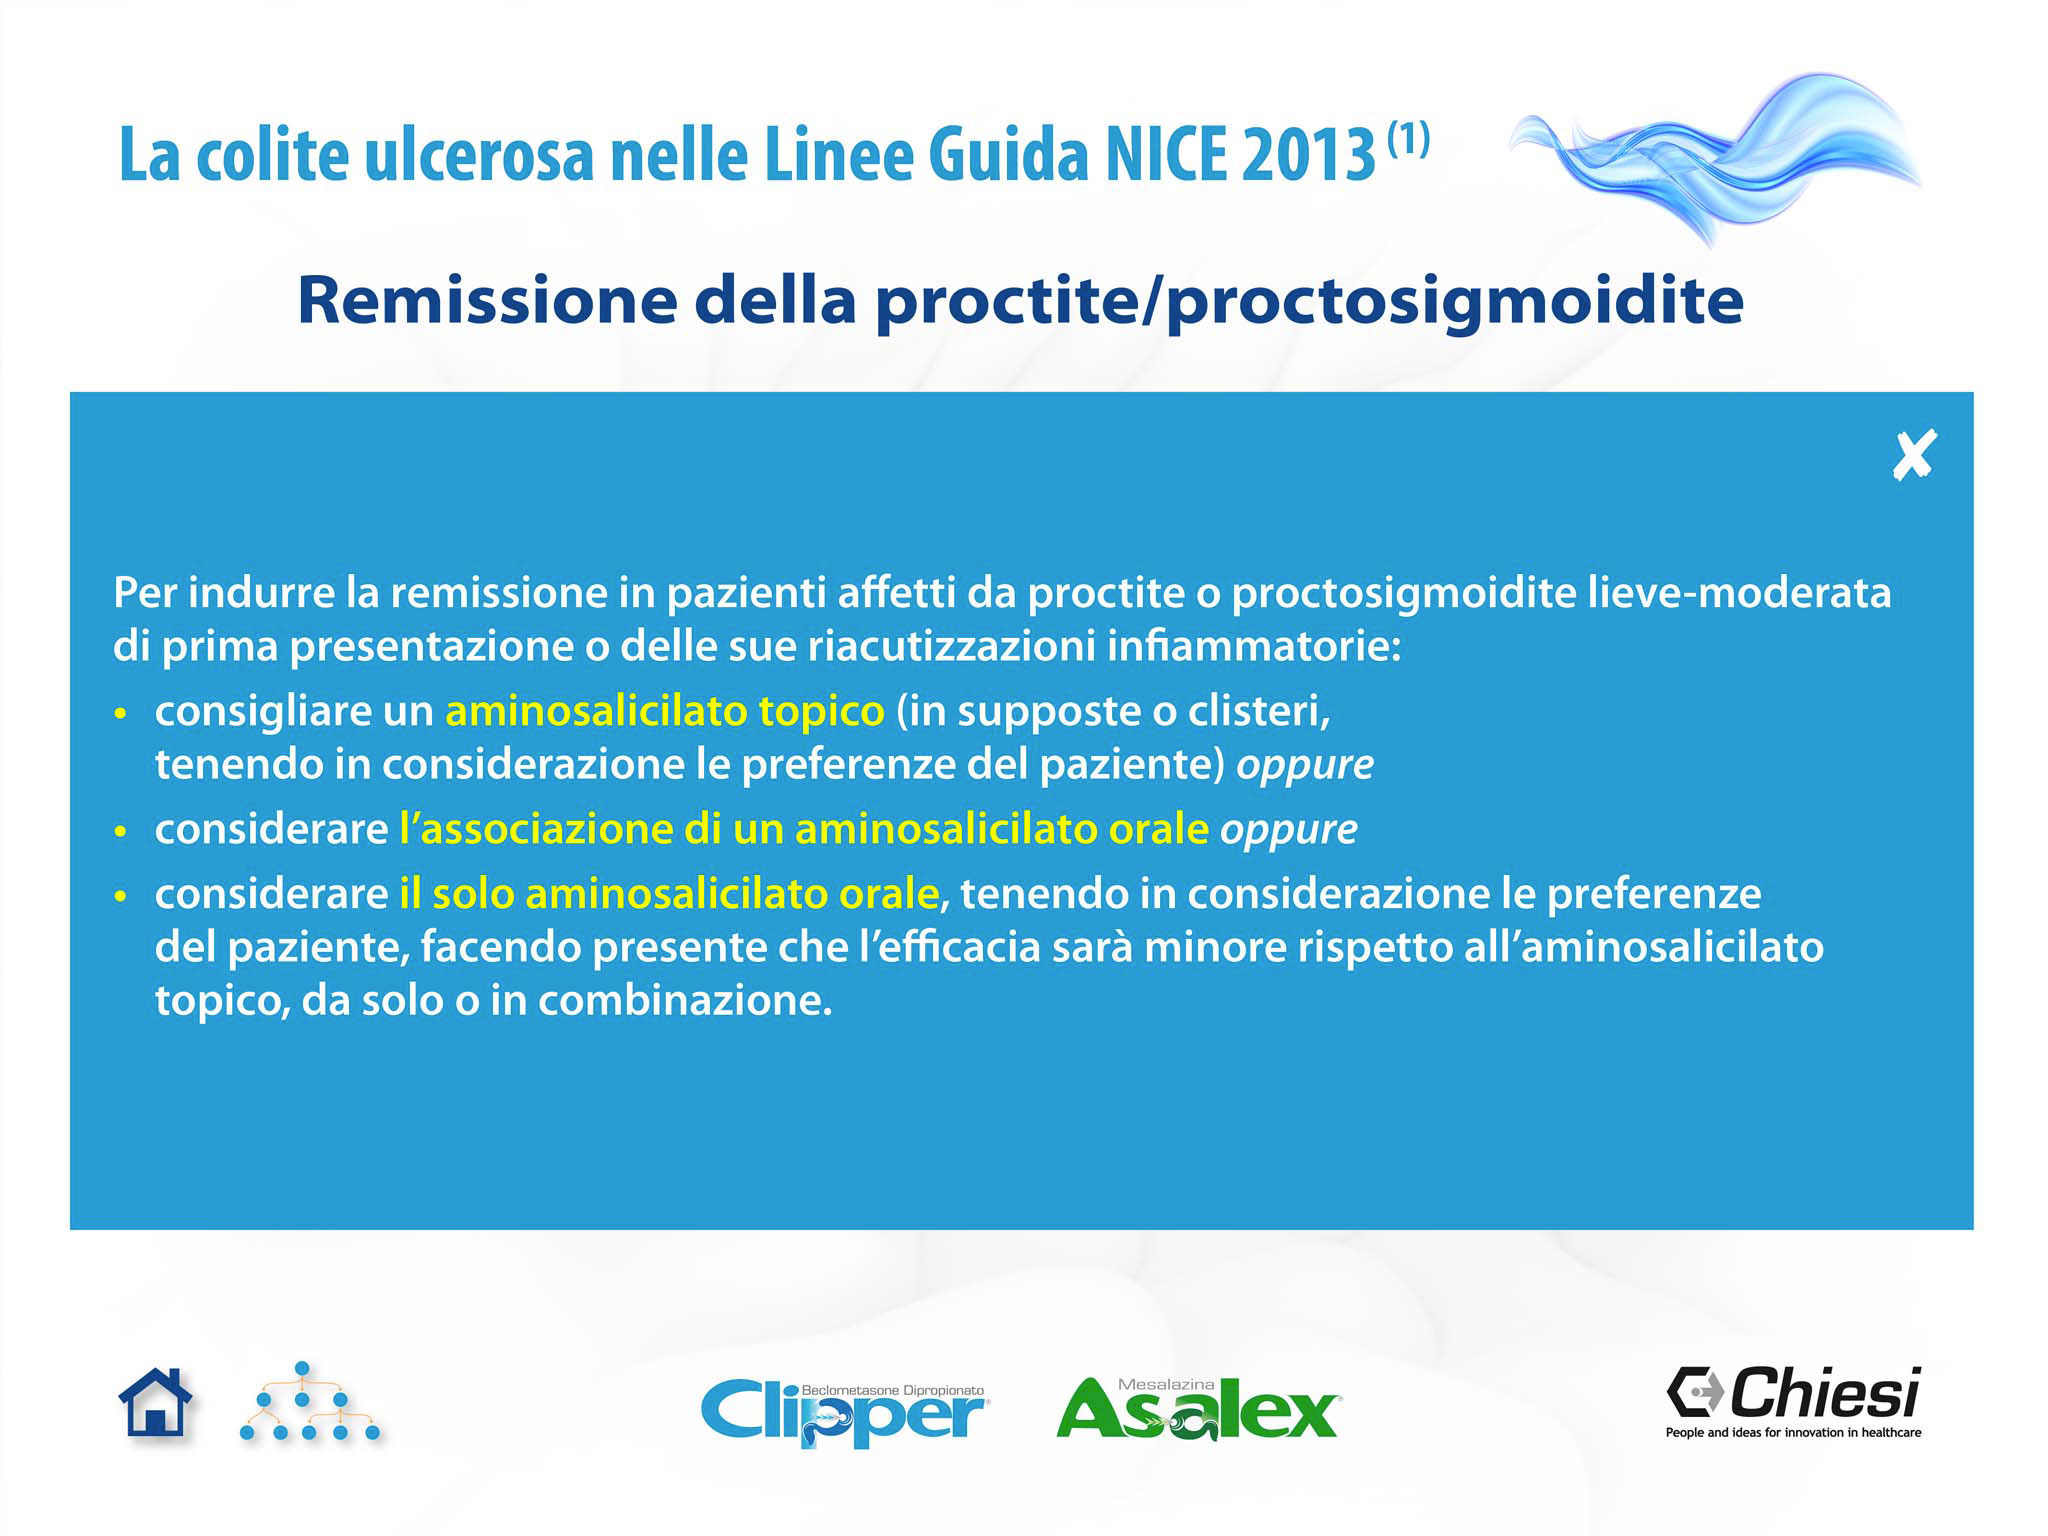 La colite ulcerosa nelle Linee Guida NICE 2013 (1)
Remissione della proctite/proctosigmoidite
✘
Per indurre la remissione in pazienti affetti da proctite o proctosigmoidite lieve-moderata
di prima presentazione o delle sue riacutizzazioni infiammatorie:
• consigliare un aminosalicilato topico (in supposte o clisteri,
tenendo in considerazione le preferenze del paziente) oppure
• considerare l’associazione di un aminosalicilato orale oppure
• considerare il solo aminosalicilato orale, tenendo in considerazione le preferenze
del paziente, facendo presente che l’efficacia sarà minore rispetto all’aminosalicilato
topico, da solo o in combinazione.
Beclometasone Dipropionato
Clipper®
Mesalazina
Asalex®
Chiesi
People and ideas for innovation in healthcare